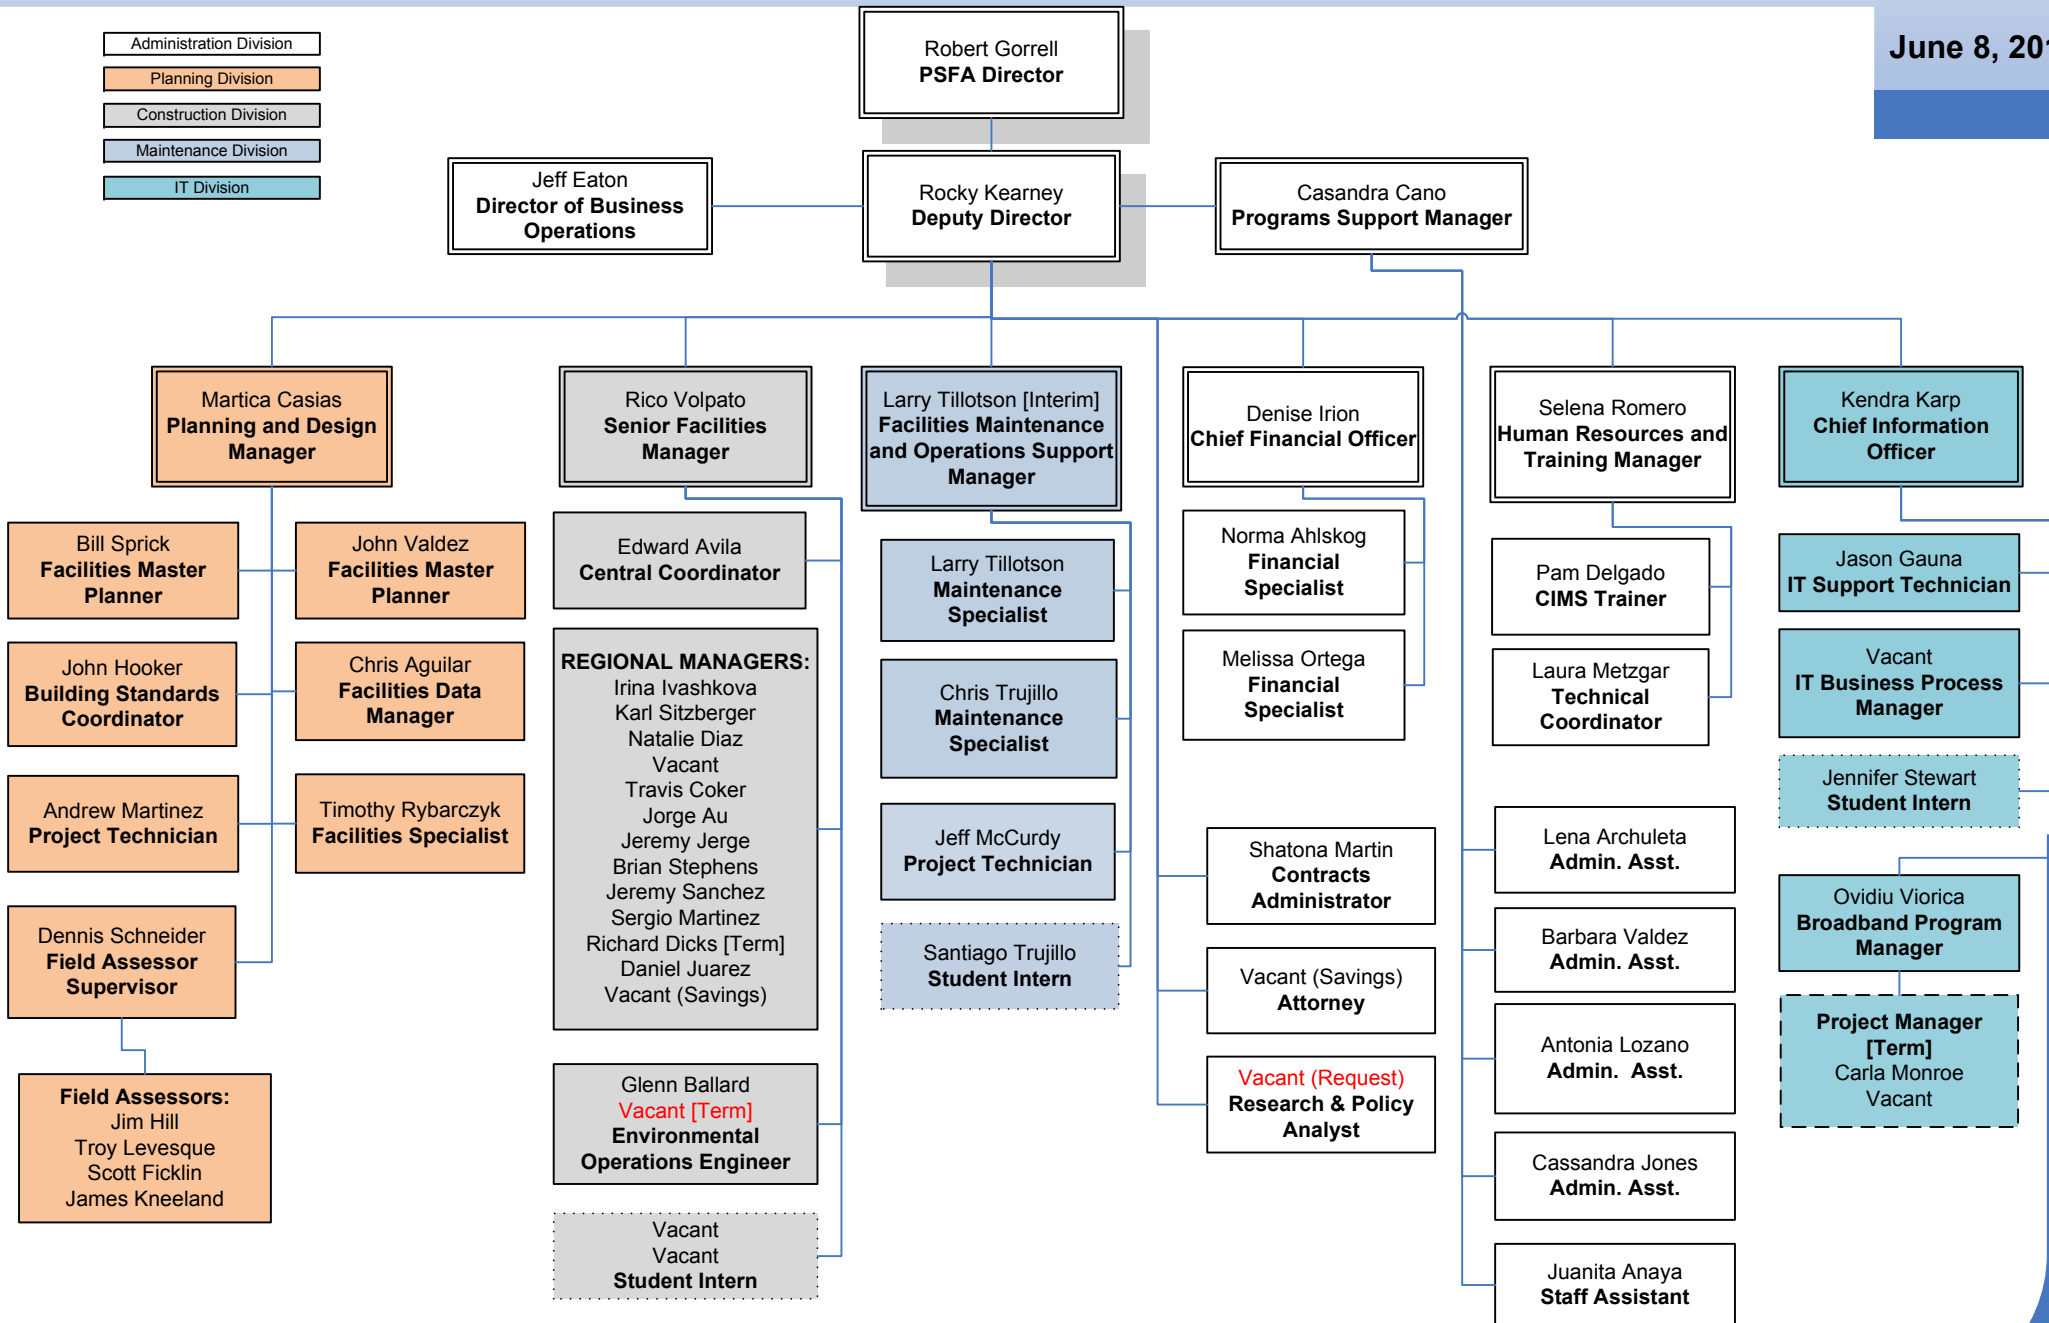 Administration Division
Planning Division
Construction Division
Maintenance Division
IT Division
June 8, 201
Robert Gorrell
PSFA Director
Jeff Eaton
Director of Business
Operations
Rocky Kearney
Deputy Director
Casandra Cano
Programs Support Manager
Martica Casias
Planning and Design
Manager
Rico Volpato
Senior Facilities
Manager
Larry Tillotson [Interim]
Facilities Maintenance
and Operations Support
Manager
Denise Irion
Chief Financial Officer
Selena Romero
Human Resources and
Training Manager
Kendra Karp
Chief Information
Officer
Bill Sprick
Facilities Master
Planner
John Valdez
Facilities Master
Planner
John Hooker
Building Standards
Coordinator
Chris Aguilar
Facilities Data
Manager
Andrew Martinez
Project Technician
Timothy Rybarczyk
Facilities Specialist
Dennis Schneider
Field Assessor
Supervisor
Field Assessors:
Jim Hill
Troy Levesque
Scott Ficklin
James Kneeland
Edward Avila
Central Coordinator
REGIONAL MANAGERS:
Irina Ivashkova
Karl Sitzberger
Natalie Diaz
Vacant
Travis Coker
Jorge Au
Jeremy Jerge
Brian Stephens
Jeremy Sanchez
Sergio Martinez
Richard Dicks [Term]
Daniel Juarez
Vacant (Savings)
Glenn Ballard
Vacant [Term]
Environmental
Operations Engineer
Vacant
Vacant
Student Intern
Larry Tillotson
Maintenance
Specialist
Chris Trujillo
Maintenance
Specialist
Jeff McCurdy
Project Technician
Santiago Trujillo
Student Intern
Norma Ahlskog
Financial
Specialist
Melissa Ortega
Financial
Specialist
Shatona Martin
Contracts
Administrator
Vacant (Savings)
Attorney
Vacant (Request)
Research & Policy
Analyst
Pam Delgado
CIMS Trainer
Laura Metzgar
Technical
Coordinator
Lena Archuleta
Admin. Asst.
Barbara Valdez
Admin. Asst.
Antonia Lozano
Admin. Asst.
Cassandra Jones
Admin. Asst.
Juanita Anaya
Staff Assistant
Jason Gauna
IT Support Technician
Vacant
IT Business Process
Manager
Jennifer Stewart
Student Intern
Ovidiu Viorica
Broadband Program
Manager
Project Manager
[Term]
Carla Monroe
Vacant